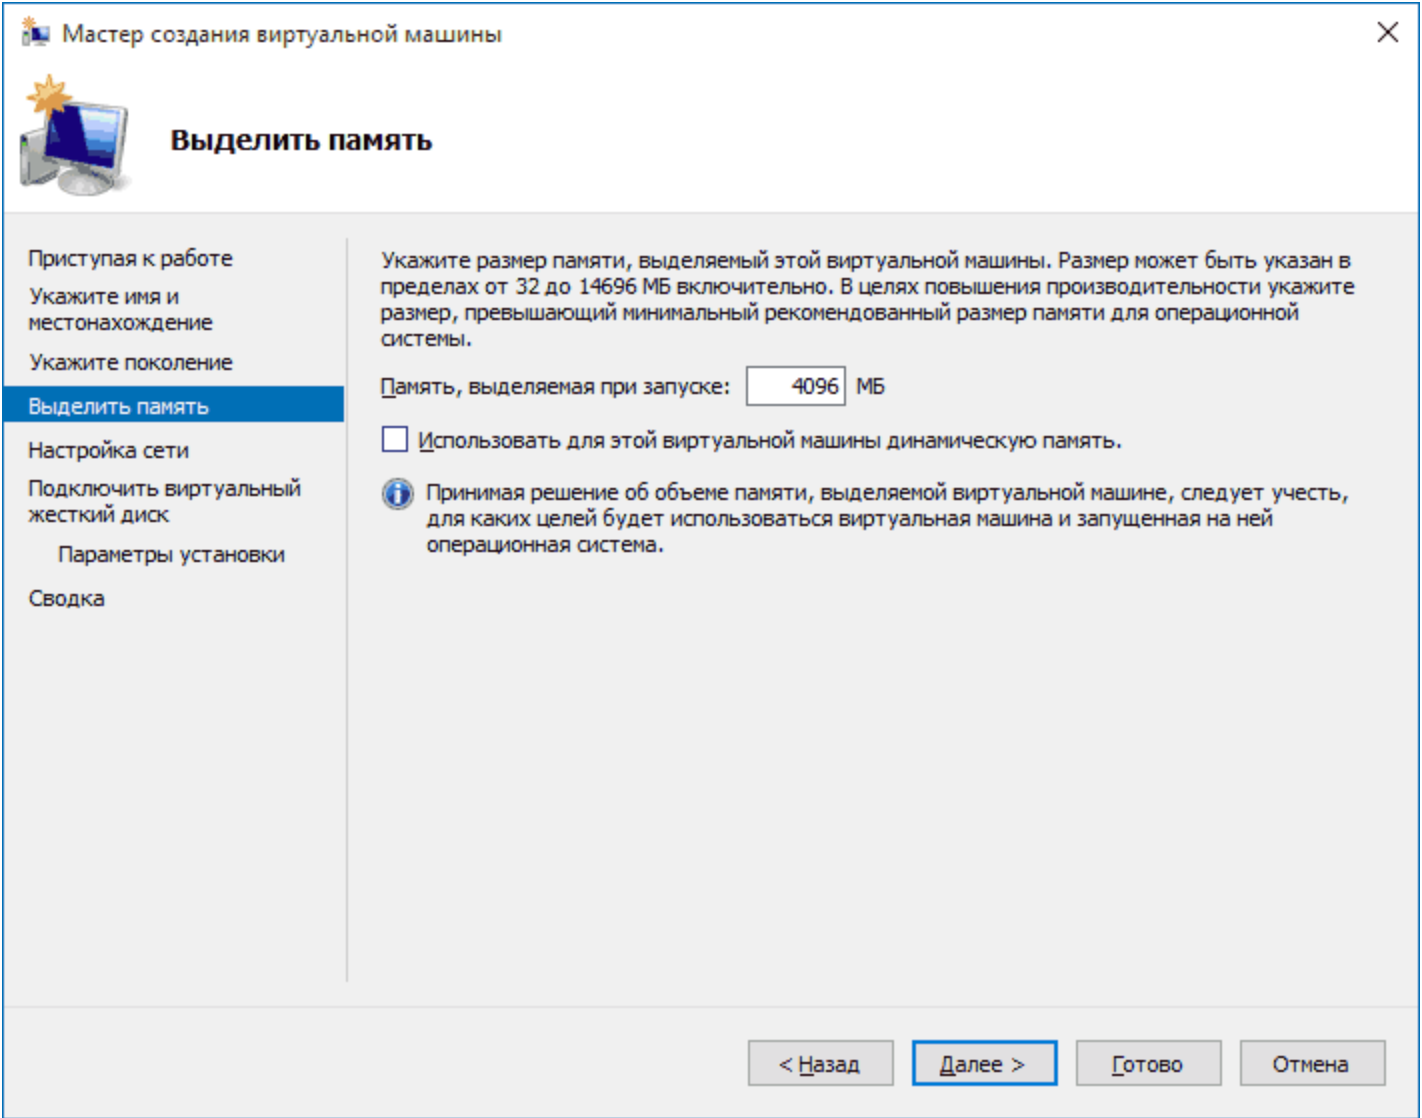 Мастер создания виртуальной машины
Выделить память
Приступая к работе
Укажите имя и
местонахождение
Укажите поколение
Выделить память
Настройка сети
Подключить виртуальный
жесткий диск
Параметры установки
Сводка
Укажите размер памяти, выделяемый этой виртуальной машины. Размер может быть указан в
пределах от 32 до 14696 МБ включительно. В целях повышения производительности укажите
размер, превышающий минимальный рекомендованный размер памяти для операционной
системы.
Память, выделяемая при запуске: 4096 МБ
Использовать для этой виртуальной машины динамическую память.
Принимая решение об объеме памяти, выделяемой виртуальной машине, следует учесть,
для каких целей будет использоваться виртуальная машина и запущенная на ней
операционная система.
< Назад Далее > Готово Отмена